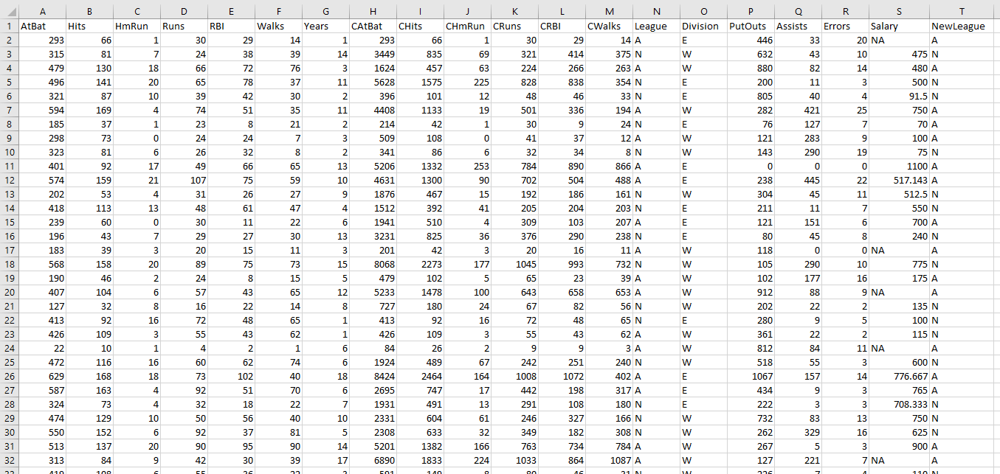 A B C D E F G H I J K L M N O P Q R S T
1 AtBat Hits HmRun Runs RBI Walks Years CAtBat CHits CHmRun CRuns CRBI CWalks League Division PutOuts Assists Errors Salary NewLeague
2 293 66 1 30 29 14 1 293 66 1 30 29 14 A E 446 33 20 NA A
3 315 81 7 24 38 39 14 3449 835 69 321 414 375 N W 632 43 10 475 N
4 479 130 18 66 72 76 3 1624 457 63 224 266 263 A W 880 82 14 480 A
5 496 141 20 65 78 37 11 5628 1575 225 828 838 354 N E 200 11 3 500 N
6 321 87 10 39 42 30 2 396 101 12 48 46 33 N E 805 40 4 91.5 N
7 594 169 4 74 51 35 11 4408 1133 19 501 336 194 A W 282 421 25 750 A
8 185 37 1 23 8 21 2 214 42 1 30 9 24 N E 76 127 7 70 A
9 298 73 0 24 24 7 3 509 108 0 41 37 12 A W 121 283 9 100 A
10 323 81 6 26 32 8 2 341 86 6 32 34 8 N W 143 290 19 75 N
11 401 92 17 49 66 65 13 5206 1332 253 784 890 866 A E 0 0 0 1100 A
12 574 159 21 107 75 59 10 4631 1300 90 702 504 488 A E 238 445 22 517.143 A
13 202 53 4 31 26 27 9 1876 467 15 192 186 161 N W 304 45 11 512.5 N
14 418 113 13 48 61 47 4 1512 392 41 205 204 203 N E 211 11 7 550 N
15 239 60 0 30 11 22 6 1941 510 4 309 103 207 A E 121 151 6 700 A
16 196 43 7 29 27 30 13 3231 825 36 376 290 238 N E 80 45 8 240 N
17 183 39 3 20 15 11 3 201 42 3 20 16 11 A W 118 0 0 NA A
18 568 158 20 89 75 73 15 8068 2273 177 1045 993 732 N W 105 290 10 775 N
19 190 46 2 24 8 15 5 479 102 5 65 23 39 A W 102 177 16 175 A
20 407 104 6 57 43 65 12 5233 1478 100 643 658 653 A W 912 88 9 NA A
21 127 32 8 16 22 14 8 727 180 24 67 82 56 N W 202 22 2 135 N
22 413 92 16 72 48 65 1 413 92 16 72 48 65 N E 280 9 5 100 N
23 426 109 3 55 43 62 1 426 109 3 55 43 62 A W 361 22 2 115 N
24 22 10 1 4 2 1 6 84 26 2 9 9 3 A W 812 84 11 NA A
25 472 116 16 60 62 74 6 1924 489 67 242 251 240 N W 518 55 3 600 N
26 629 168 18 73 102 40 18 8424 2464 164 1008 1072 402 A E 1067 157 14 776.667 A
27 587 163 4 92 51 70 6 2695 747 17 442 198 317 A E 434 9 3 765 A
28 324 73 4 32 18 22 7 1931 491 13 291 108 180 N E 222 3 3 708.333 N
29 474 129 10 50 56 40 10 2331 604 61 246 327 166 N W 732 83 13 750 N
30 550 152 6 92 37 81 5 2308 633 32 349 182 308 N W 262 329 16 625 N
31 513 137 20 90 95 90 14 5201 1382 166 763 734 784 A W 267 5 3 900 A
32 313 84 9 42 30 39 17 6890 1833 224 1033 864 1087 A W 127 221 7 NA A